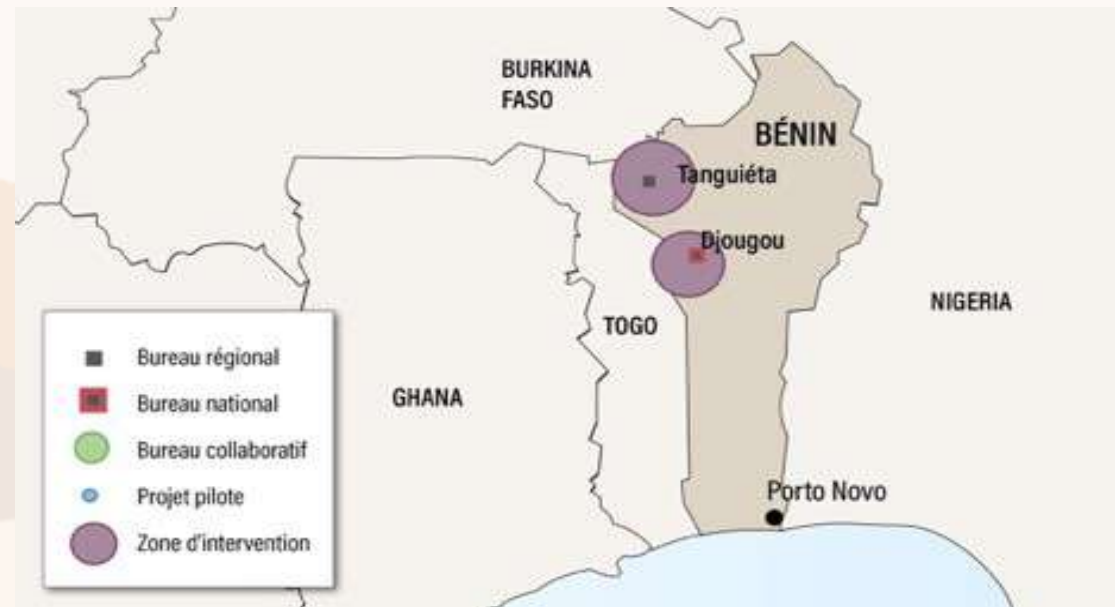 BURKINA
FASO
BÉNIN
Tanguiéta
Djougou
NIGERIA
TOGO
GHANA
Porto Novo
Bureau régional
Bureau national
Bureau collaboratif
Projet pilote
Zone d'intervention